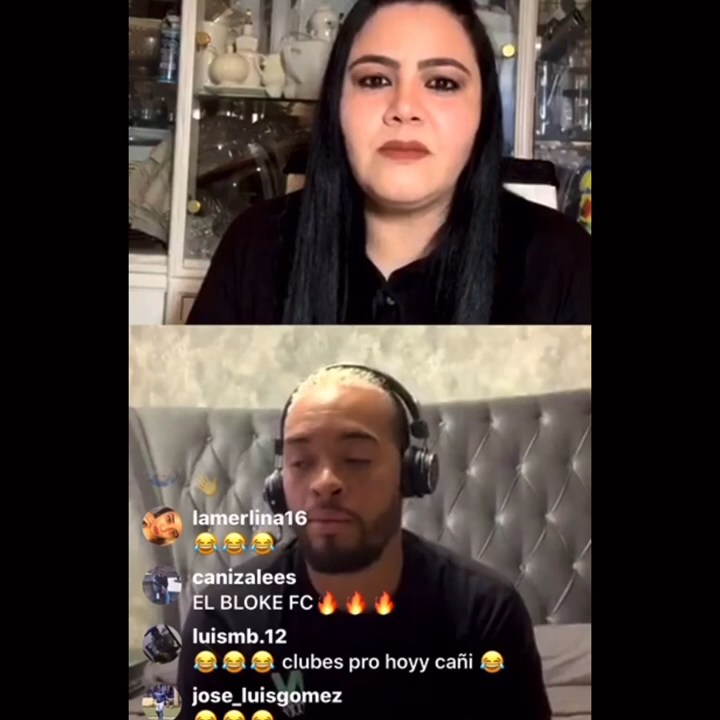 lamerlina16
😂😂😂
canizalees
EL BLOKE FC🔥🔥🔥
luismb.12
😂😂😂 clubes pro hoyy cañi 😂
jose_luisgomez
😂😂😂